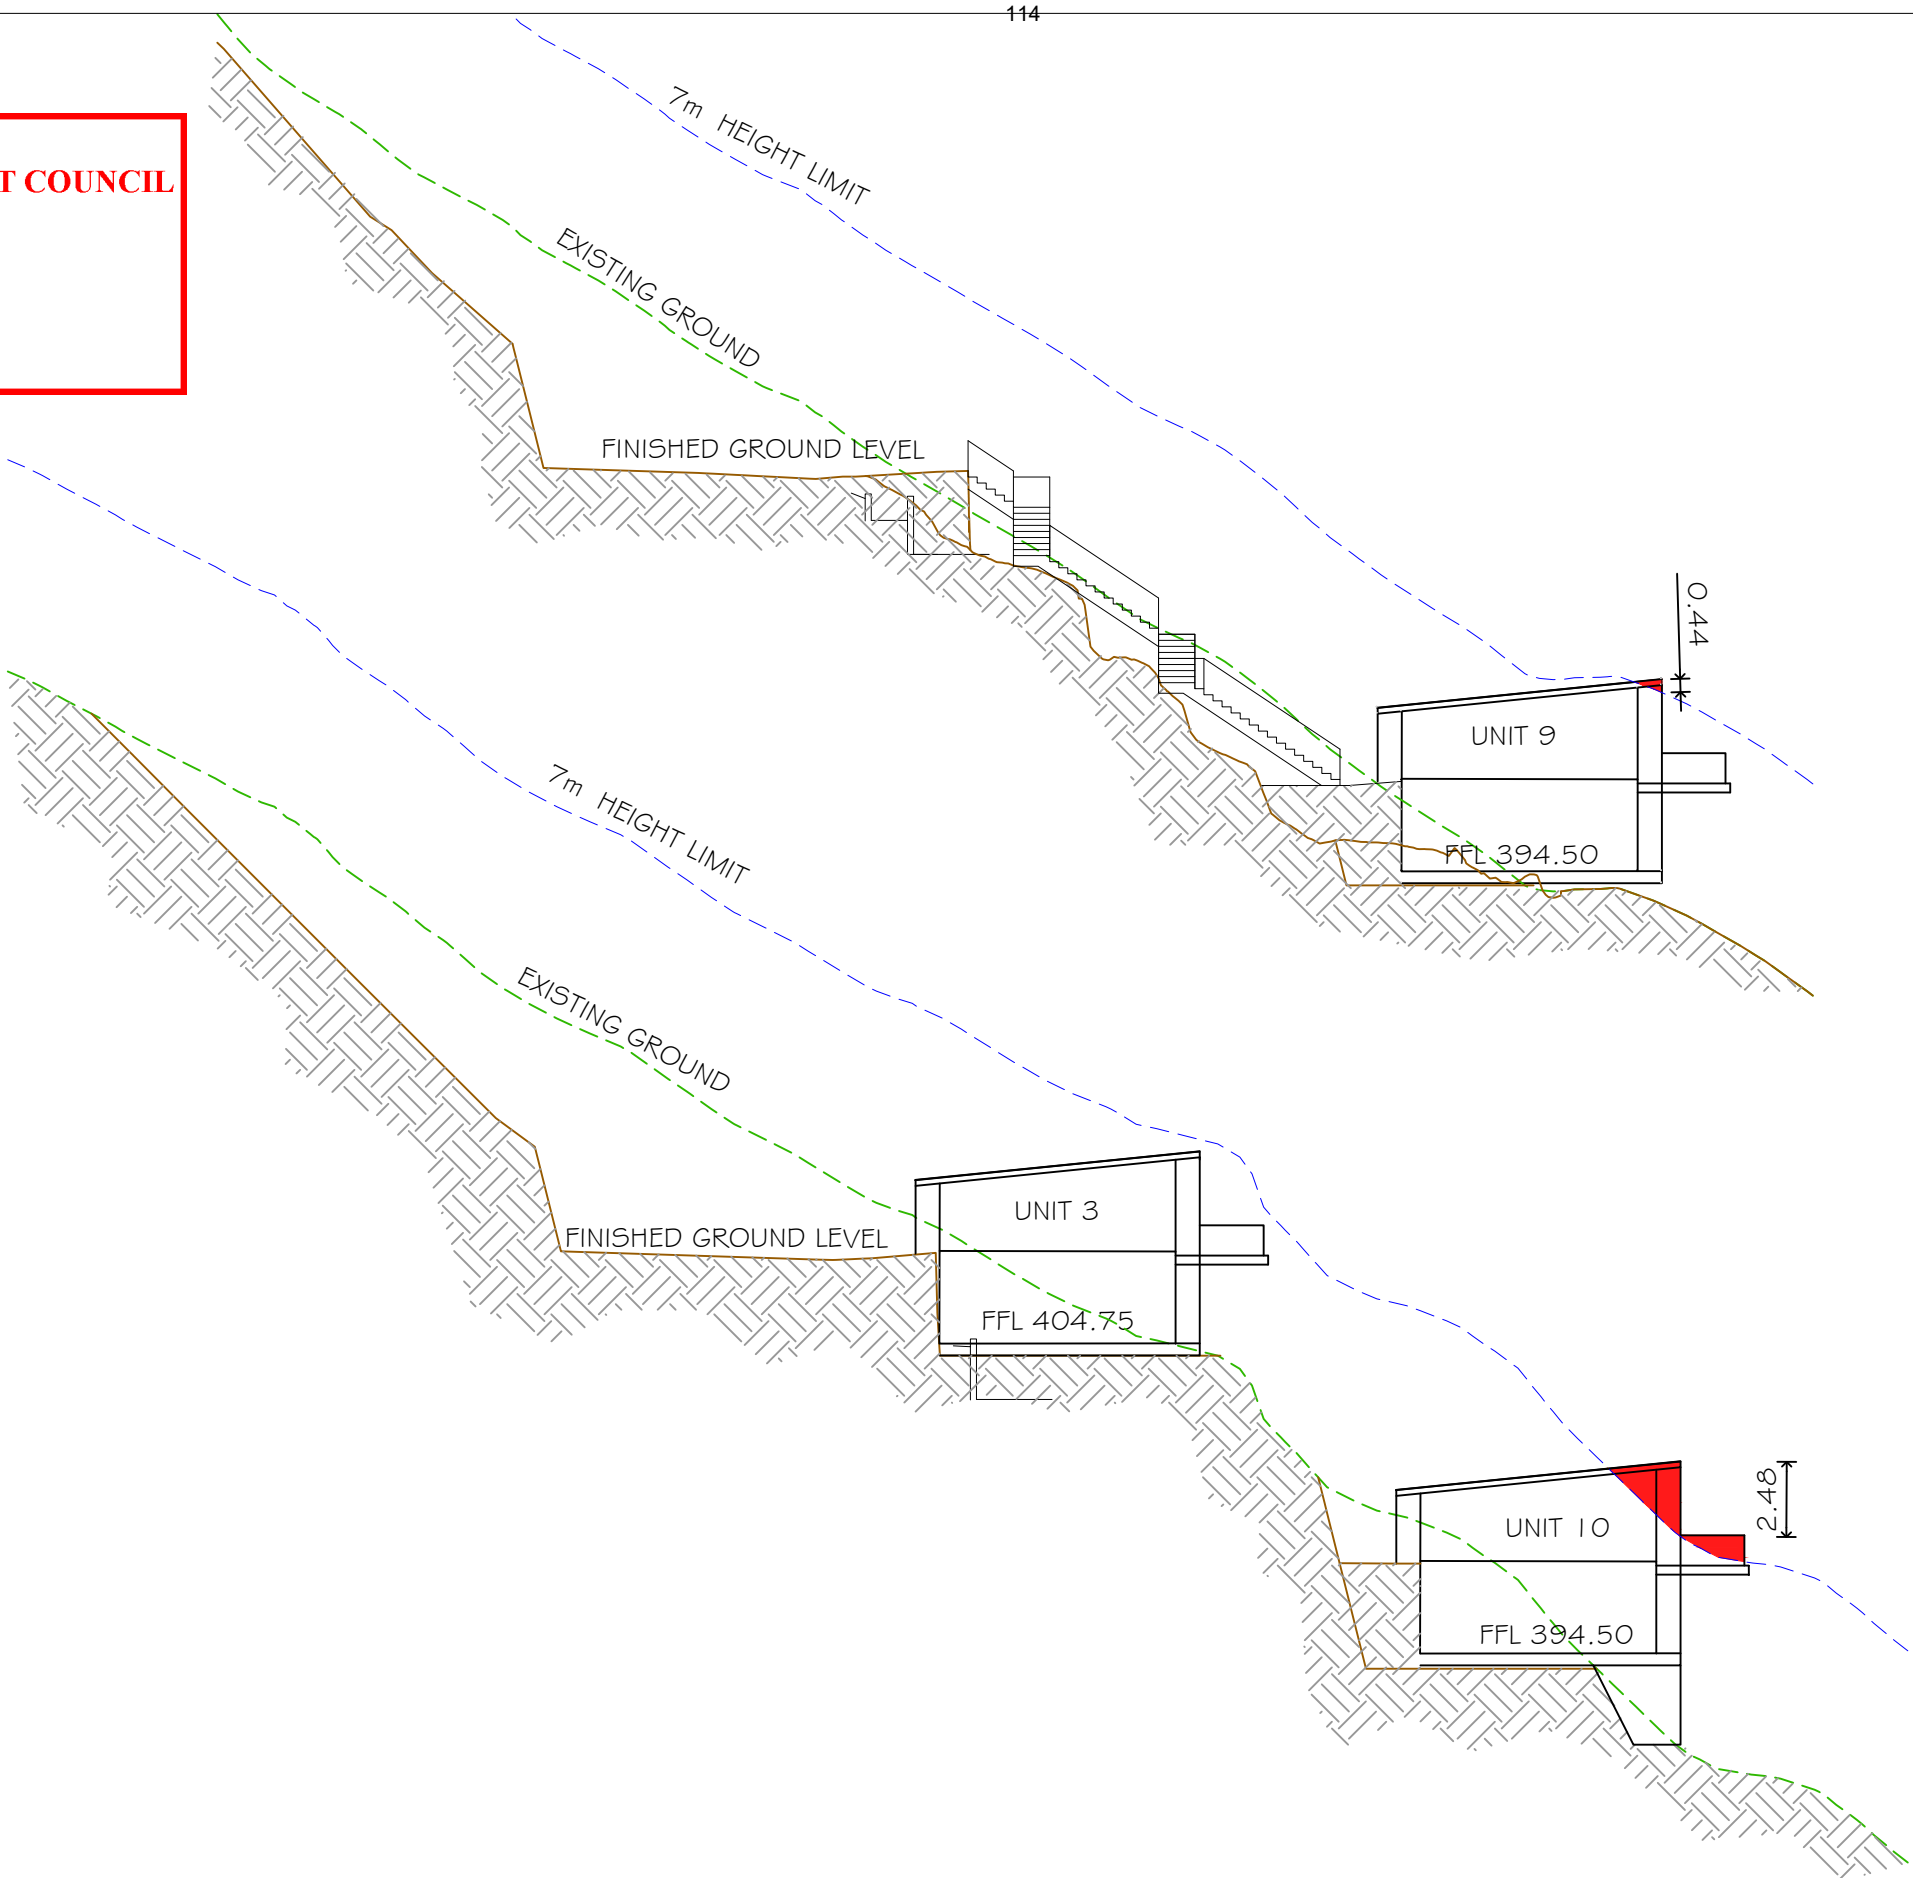 114
T COUNCIL
7m HEIGHT LIMIT
EXISTING GROUND
FINISHED GROUND LEVEL
0.44
UNIT 9
FFL 394.50
7m HEIGHT LIMIT
EXISTING GROUND
UNIT 3
FINISHED GROUND LEVEL
FFL 404.75
2.48
UNIT 10
FFL 394.50